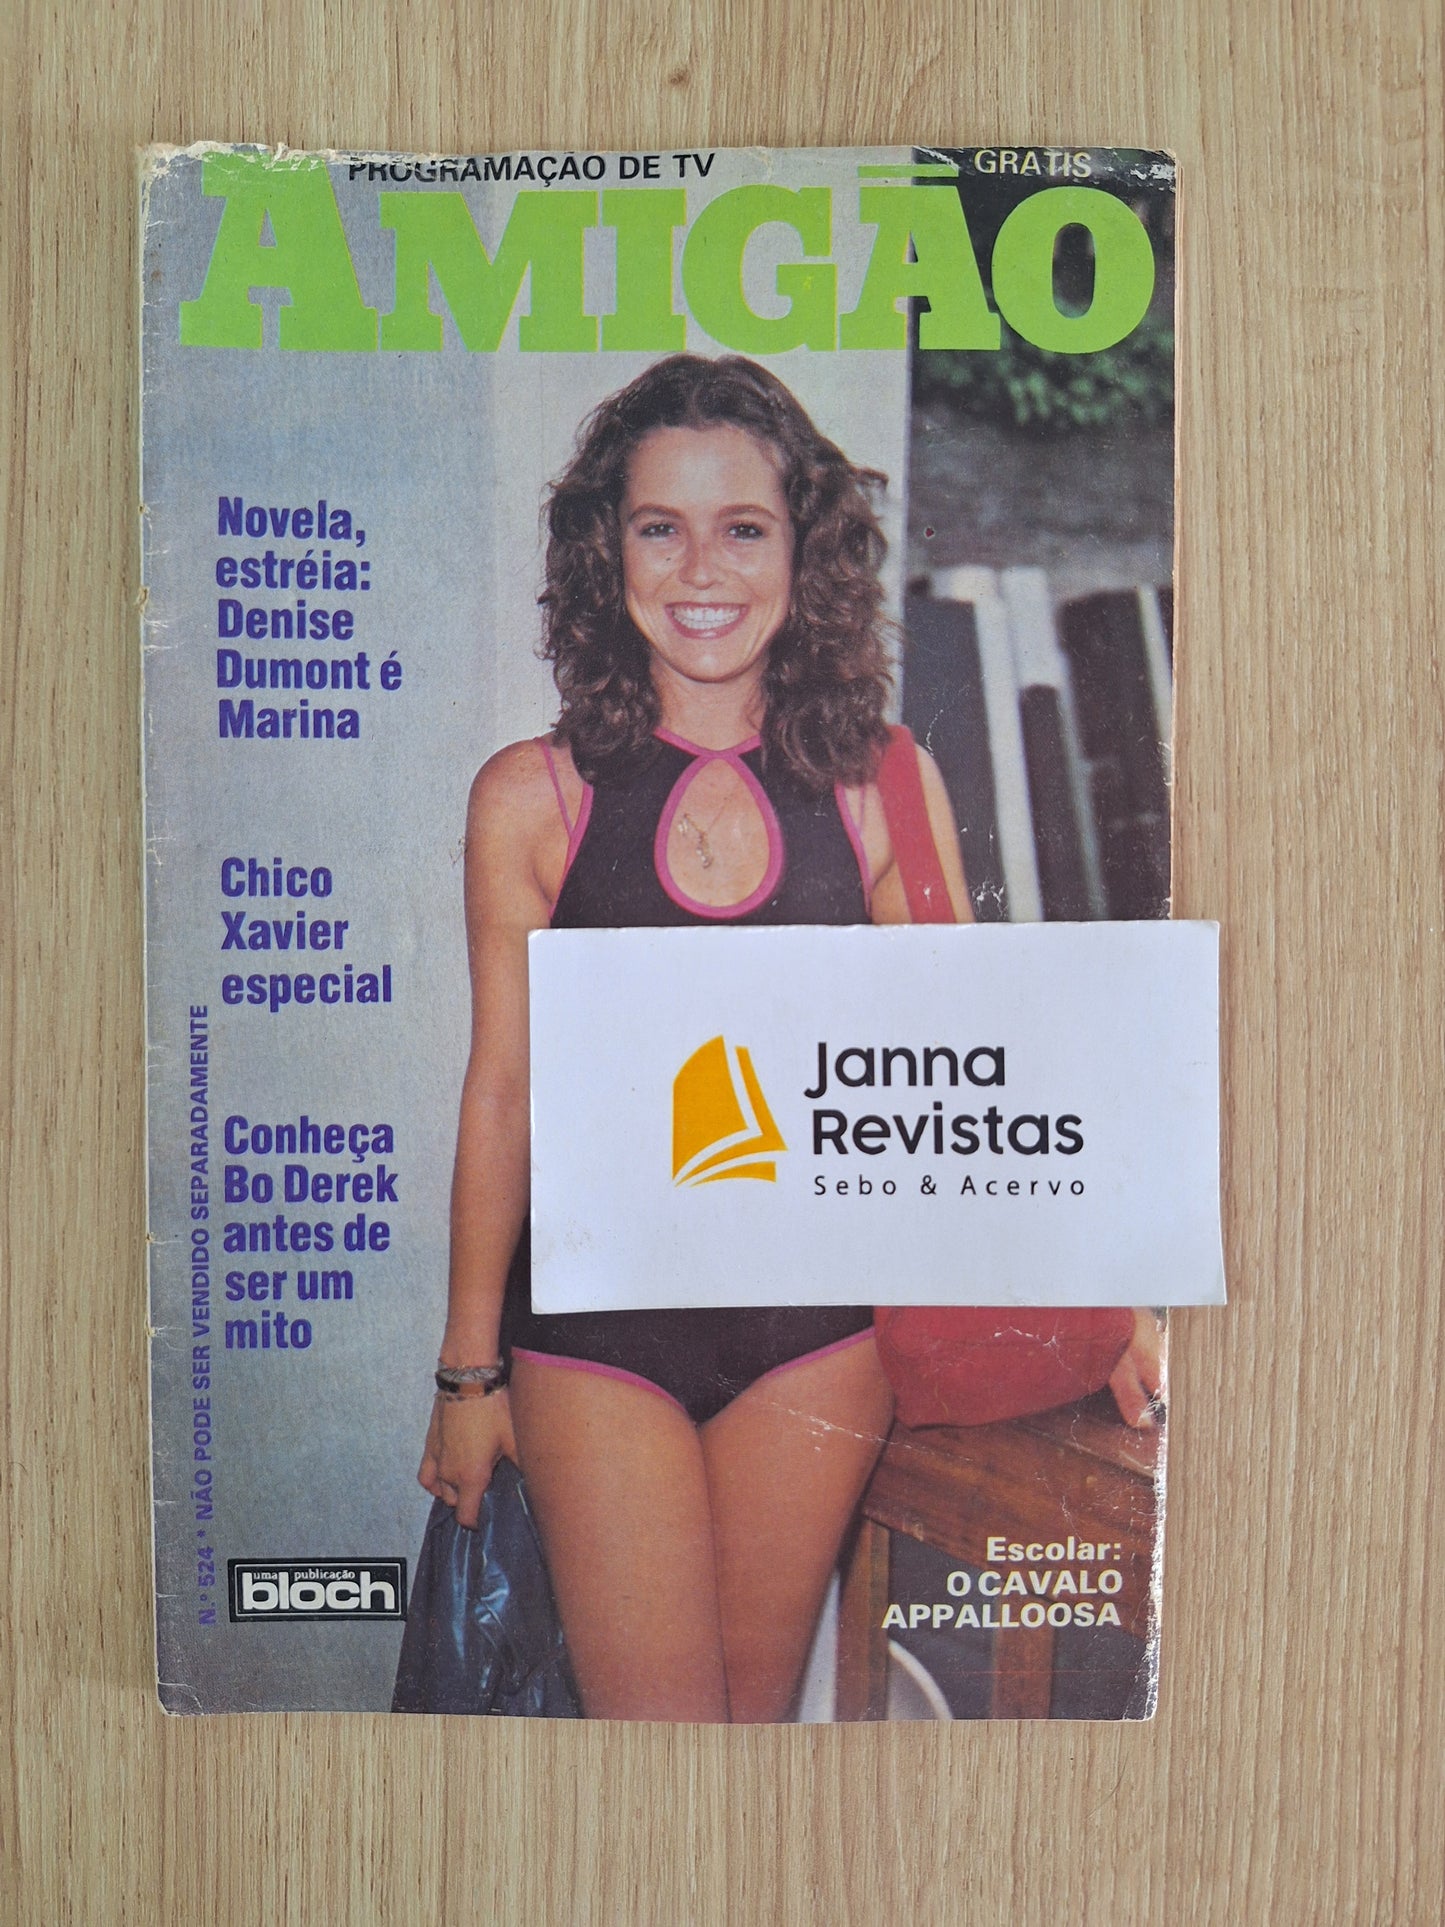 PROGRAMAÇÃO DE TV
GRATIS
AMIGÃO
Novela,
estréia:
Denise
Dumont é
Marina
Chico
Xavier
especial
Conheça
Bo Derek
antes de
ser um
mito
N.º 524 * NÃO PODE SER VENDIDO SEPARADAMENTE
uma publicação
bloch
Janna
Revistas
Sebo & Acervo
Escolar:
O CAVALO
APPALLOOSA